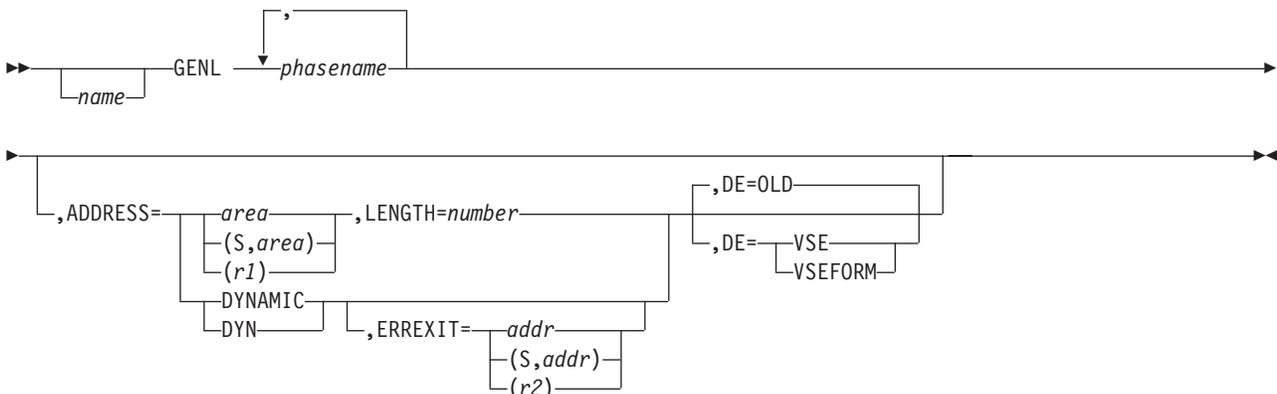 ,
GENL phasename
name
,DE=OLD
,ADDRESS= area ,LENGTH=number
(S,area) ,DE= VSE
(r1) VSEFORM
DYNAMIC
DYN ,ERREXIT= addr
(S,addr)
(r2)